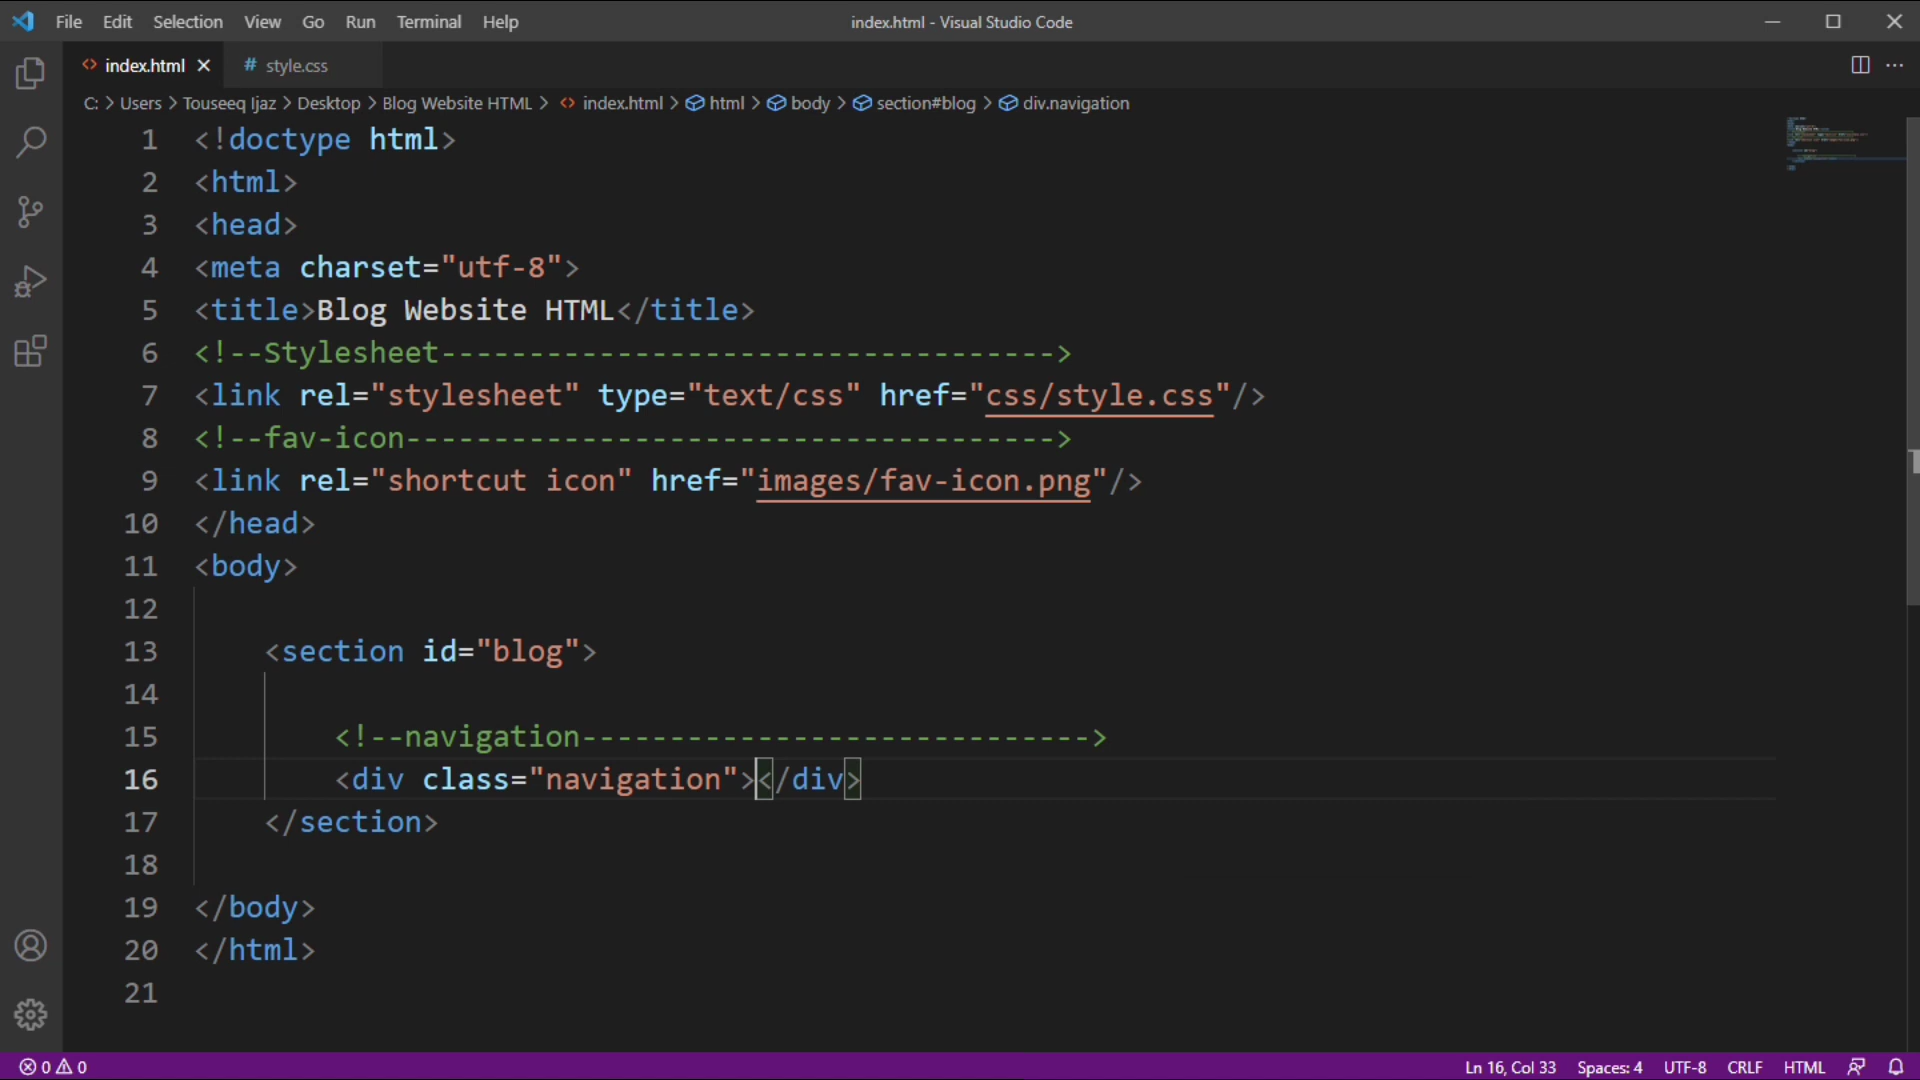 File Edit Selection View Go Run Terminal Help index.html - Visual Studio Code
index.html # style.css
C: > Users > Touseeq Ijaz > Desktop > Blog Website HTML > index.html > html > body > section#blog > div.navigation
1 <!doctype html>
2 <html>
3 <head>
4 <meta charset="utf-8">
5 <title>Blog Website HTML</title>
6 <!--Stylesheet----------------------------------->
7 <link rel="stylesheet" type="text/css" href="css/style.css"/>
8 <!--fav-icon------------------------------------->
9 <link rel="shortcut icon" href="images/fav-icon.png"/>
10 </head>
11 <body>
12
13 <section id="blog">
14
15 <!--navigation----------------------------->
16 <div class="navigation"></div>
17 </section>
18
19 </body>
20 </html>
21
0 0 Ln 16, Col 33 Spaces: 4 UTF-8 CRLF HTML